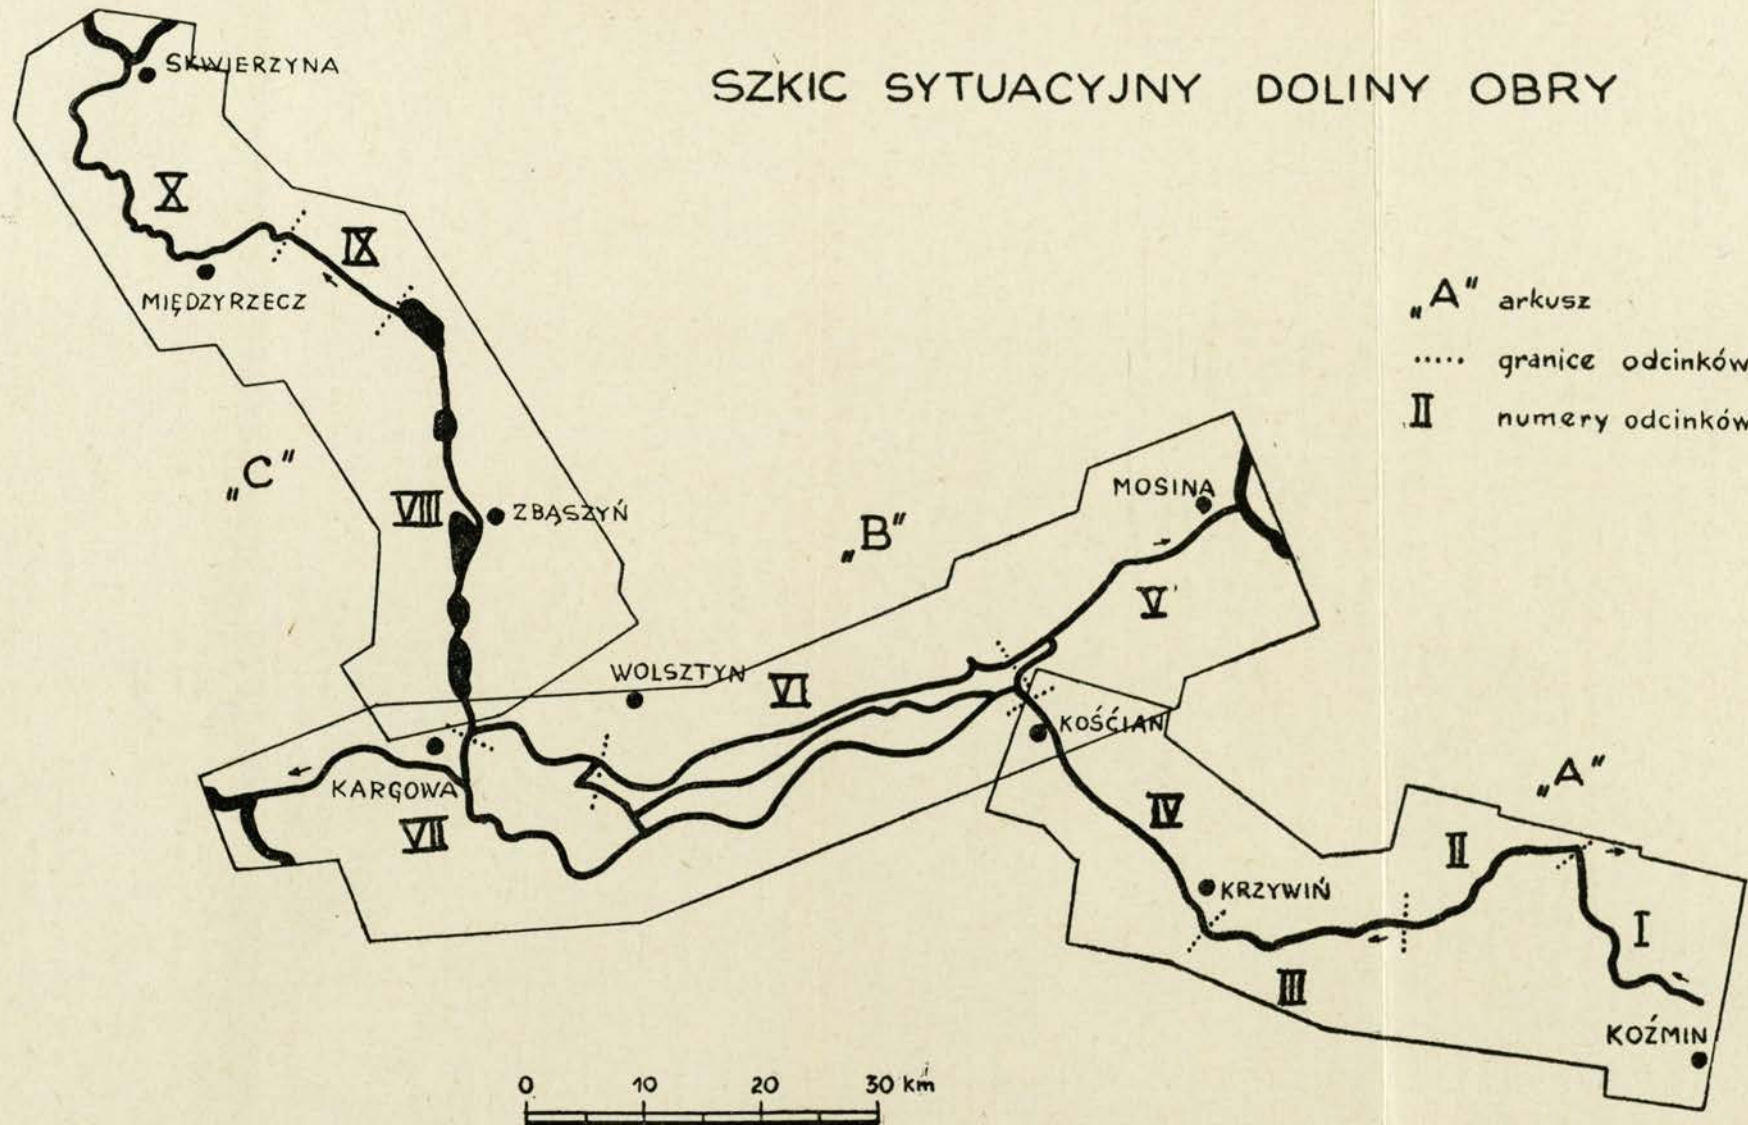 SZKIC SYTUACYJNY DOLINY OBRY
SKWIERZYNA
X
IX
MIĘDZYRZECZ
„A" arkusz
..... granice odcinków
II numery odcinków
„C"
VIII
ZBĄSZYŃ
„B"
MOSINA
V
WOLSZTYN
VI
KOŚĆIAN
KARGOWA
VII
„A"
IV
II
KRZYWIŃ
I
III
KOŹMIN
0 10 20 30 km